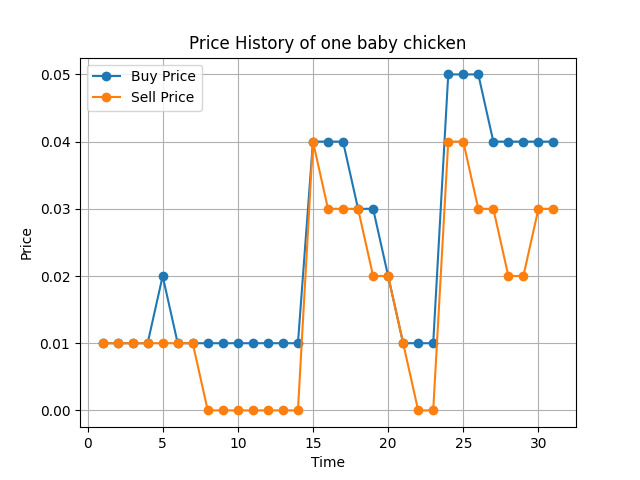 Price History of one baby chicken
Buy Price
Sell Price
0.05
0.04
0.03
0.02
0.01
0.00
Price
0 5 10 15 20 25 30
Time